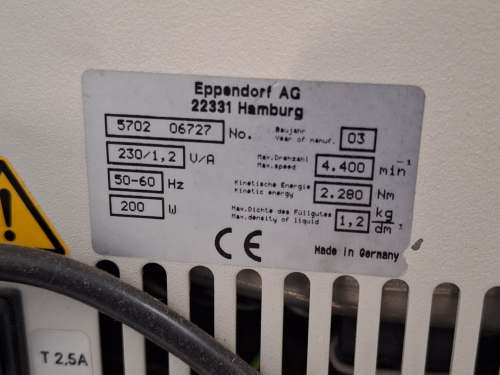 Eppendorf AG
22331 Hamburg
5702 06727 No. Baujahr Year of manuf. 03
230/1,2 V/A Max.Drehzahl Max.speed 4.400 min⁻¹
50-60 Hz Kinetische Energie Kinetic energy 2.280 Nm
200 W Max.Dichte des Füllgutes Max.density of liquid 1,2 kg/dm³
CE Made in Germany
T 2,5A